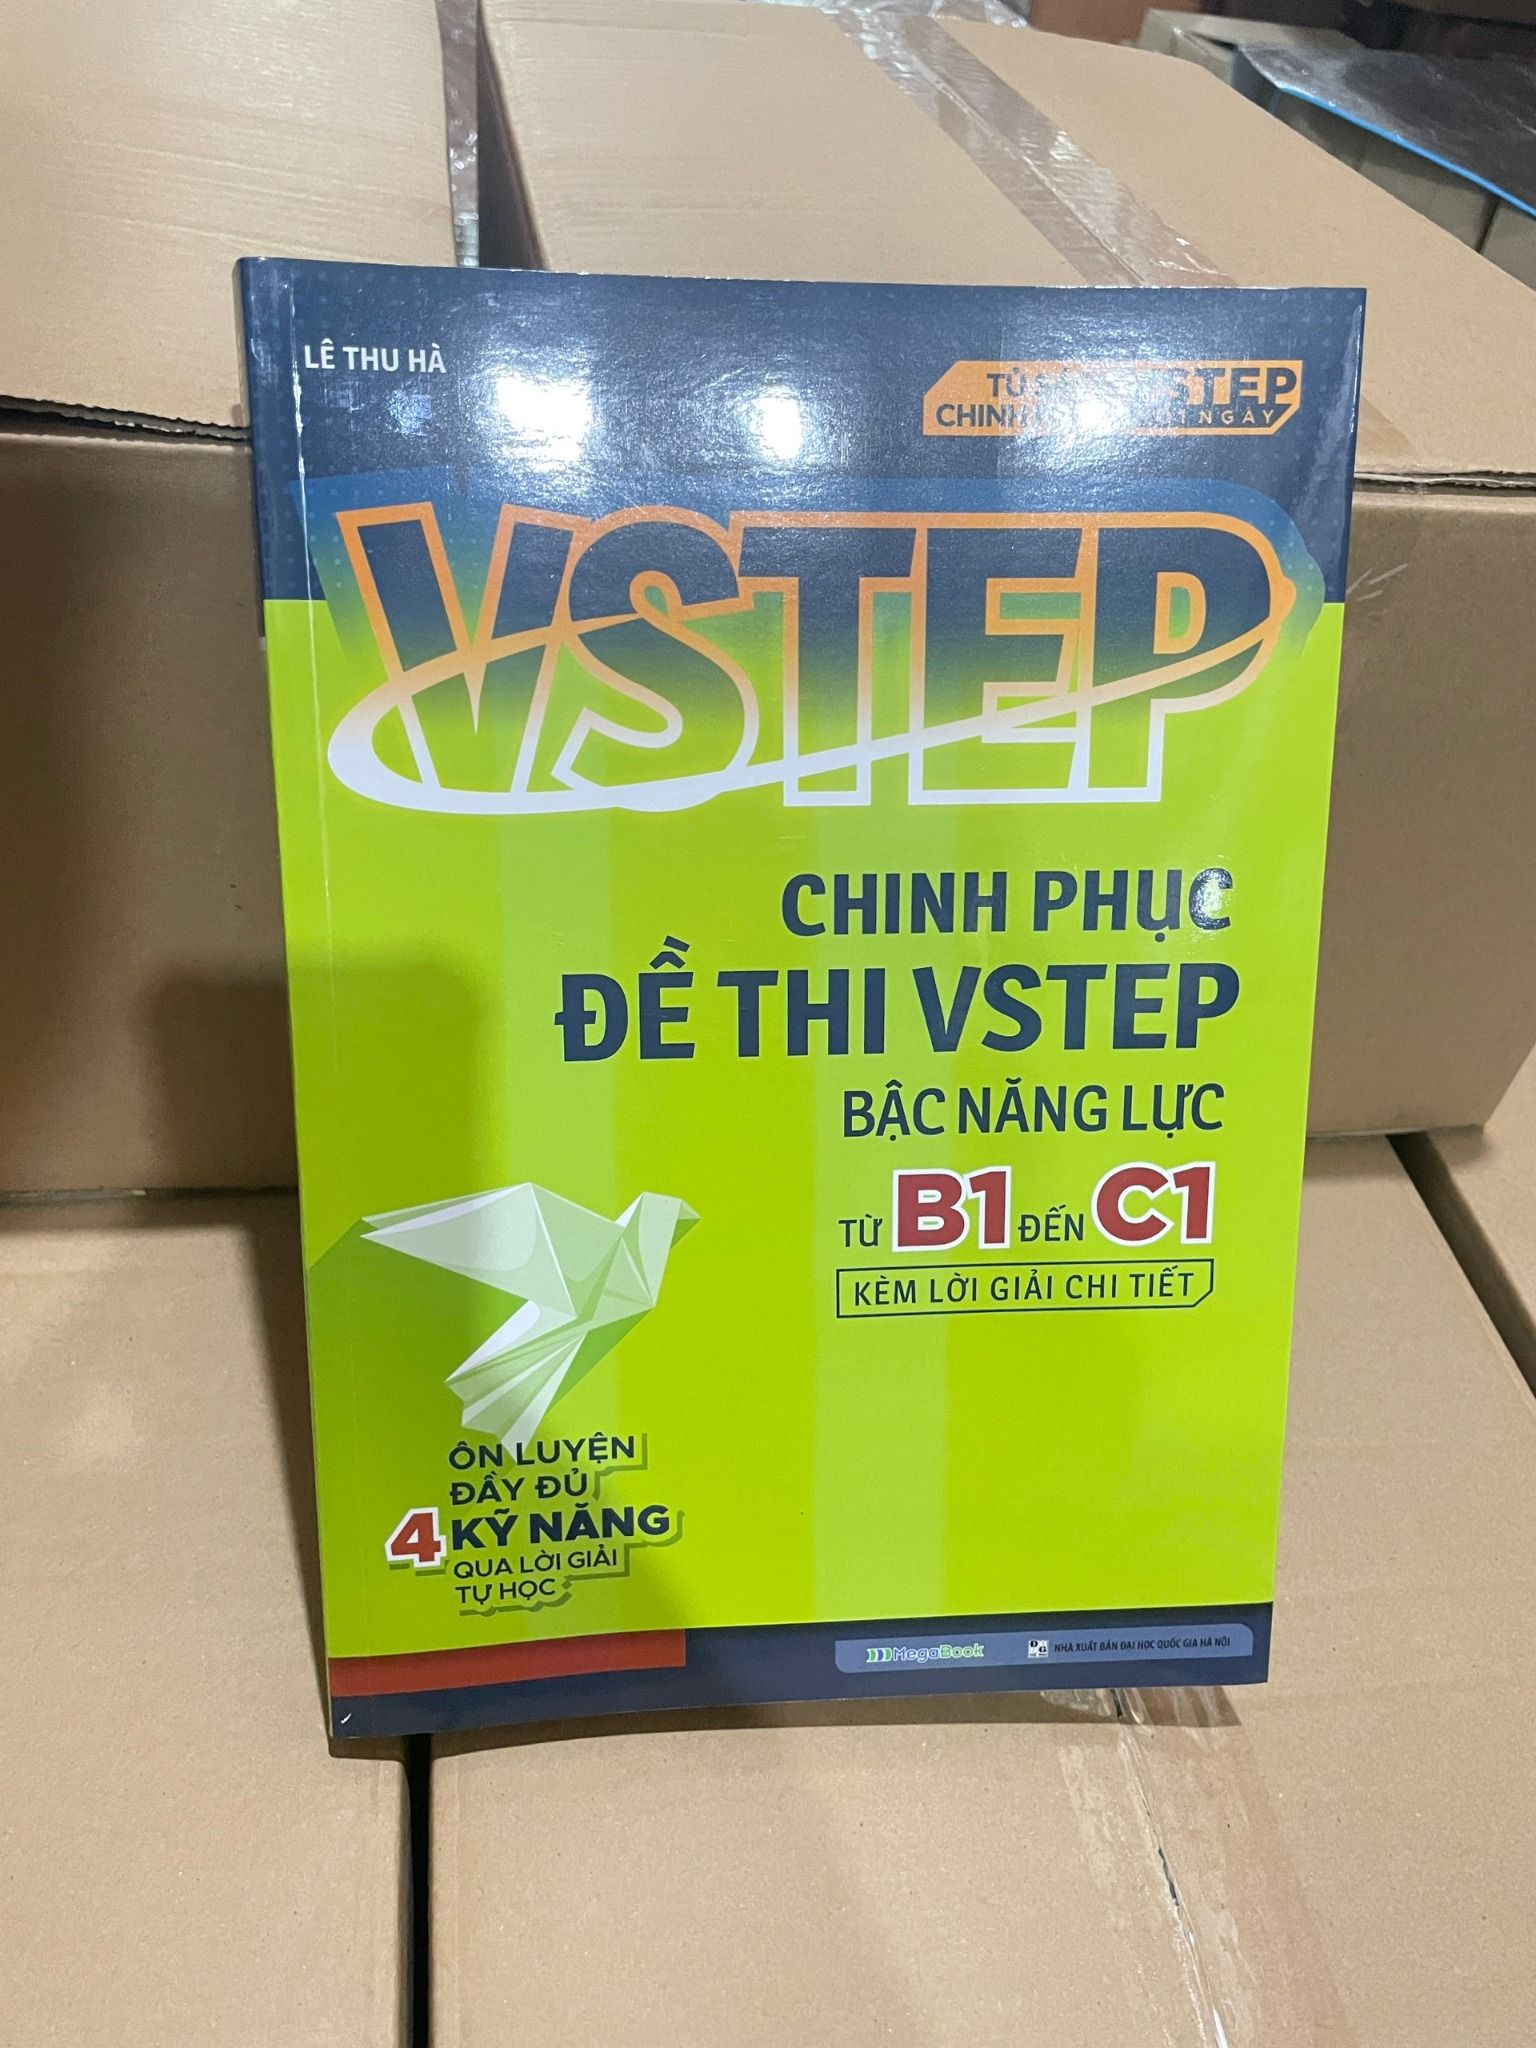 LÊ THU HÀ
TỦ STEP
CHINH NGÀY
VSTEP
CHINH PHỤC
ĐỀ THI VSTEP
BẬC NĂNG LỰC
TỪ B1 ĐẾN C1
KÈM LỜI GIẢI CHI TIẾT
ÔN LUYỆN
ĐẦY ĐỦ
4 KỸ NĂNG
QUA LỜI GIẢI
TỰ HỌC
MegaBook
NHÀ XUẤT BẢN ĐẠI HỌC QUỐC GIA HÀ NỘI